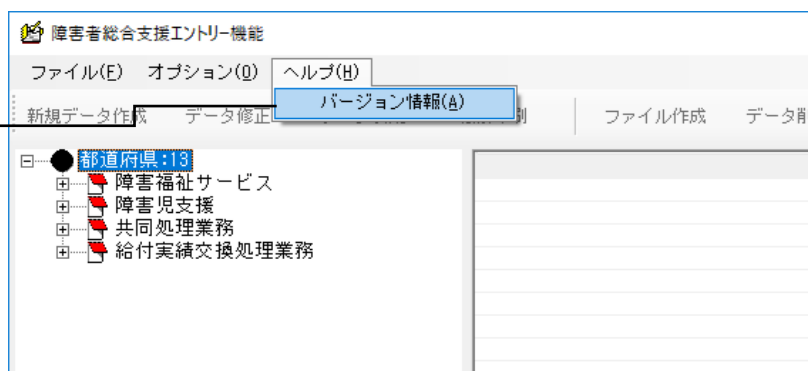 障害者総合支援エントリー機能
ファイル(F) オプション(O) ヘルプ(H)
バージョン情報(A)
新規データ作成 データ修正 ファイル作成 データ削
都道府県:13
障害福祉サービス
障害児支援
共同処理業務
給付実績交換処理業務